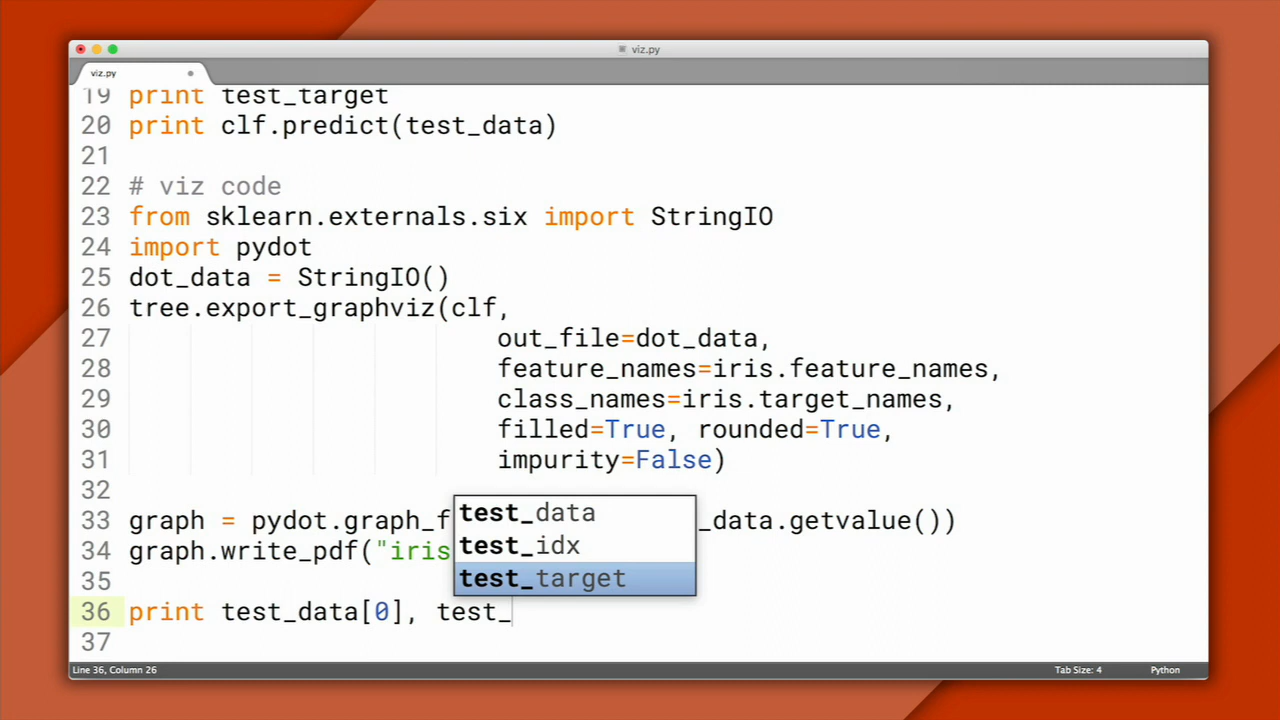 viz.py
viz.py
19 print test_target
20 print clf.predict(test_data)
21
22 # viz code
23 from sklearn.externals.six import StringIO
24 import pydot
25 dot_data = StringIO()
26 tree.export_graphviz(clf,
27 out_file=dot_data,
28 feature_names=iris.feature_names,
29 class_names=iris.target_names,
30 filled=True, rounded=True,
31 impurity=False)
32
33 graph = pydot.graph_f _data.getvalue())
34 graph.write_pdf("iris
35
test_data
test_idx
test_target
36 print test_data[0], test_
37
Line 36, Column 26 Tab Size: 4 Python